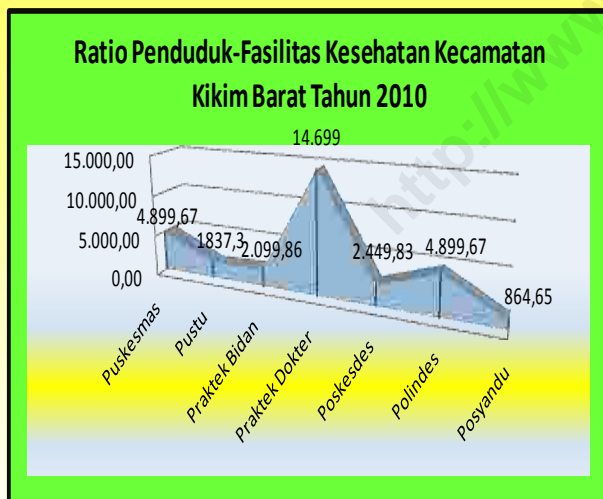 Ratio Penduduk-Fasilitas Kesehatan Kecamatan
Kikim Barat Tahun 2010
14.699
15.000,00
10.000,00
5.000,00
0,00
4.899,67
1837,3
2.099,86
2.449,83
4.899,67
864,65
Puskesmas
Pustu
Praktek Bidan
Praktek Dokter
Poskesdes
Polindes
Posyandu
http://www